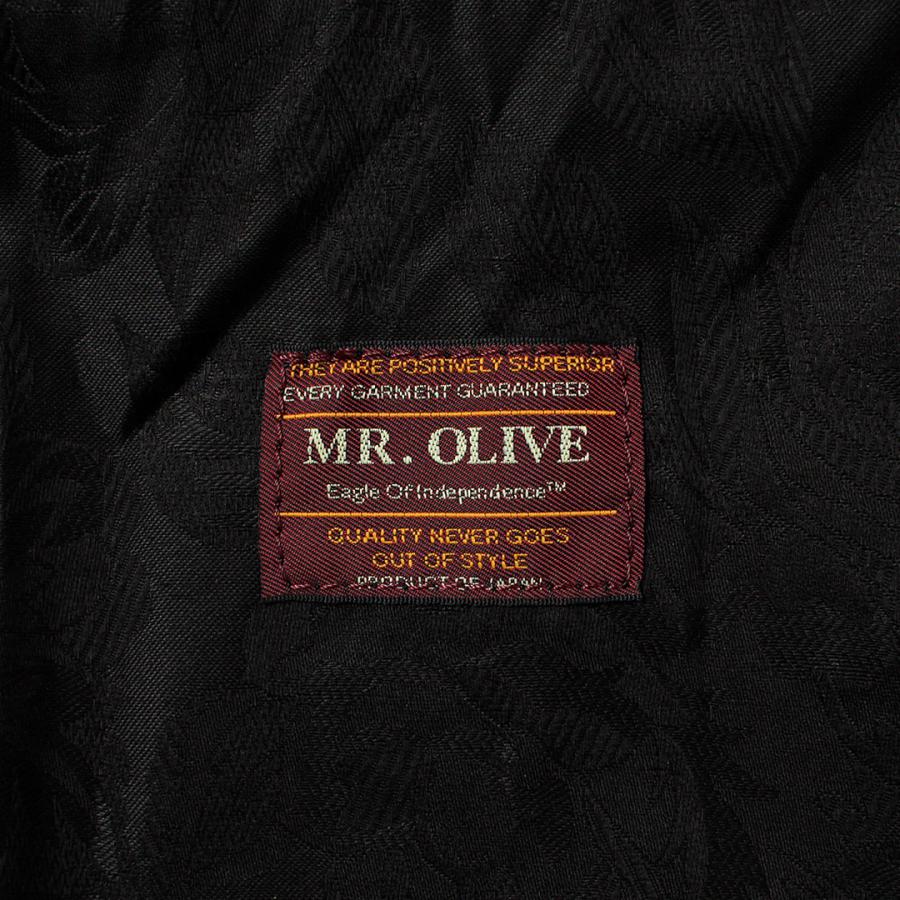 THEY ARE POSITIVELY SUPERIOR
EVERY GARMENT GUARANTEED
MR. OLIVE
Eagle Of Independence™
QUALITY NEVER GOES
OUT OF STYLE
PRODUCT OF JAPAN